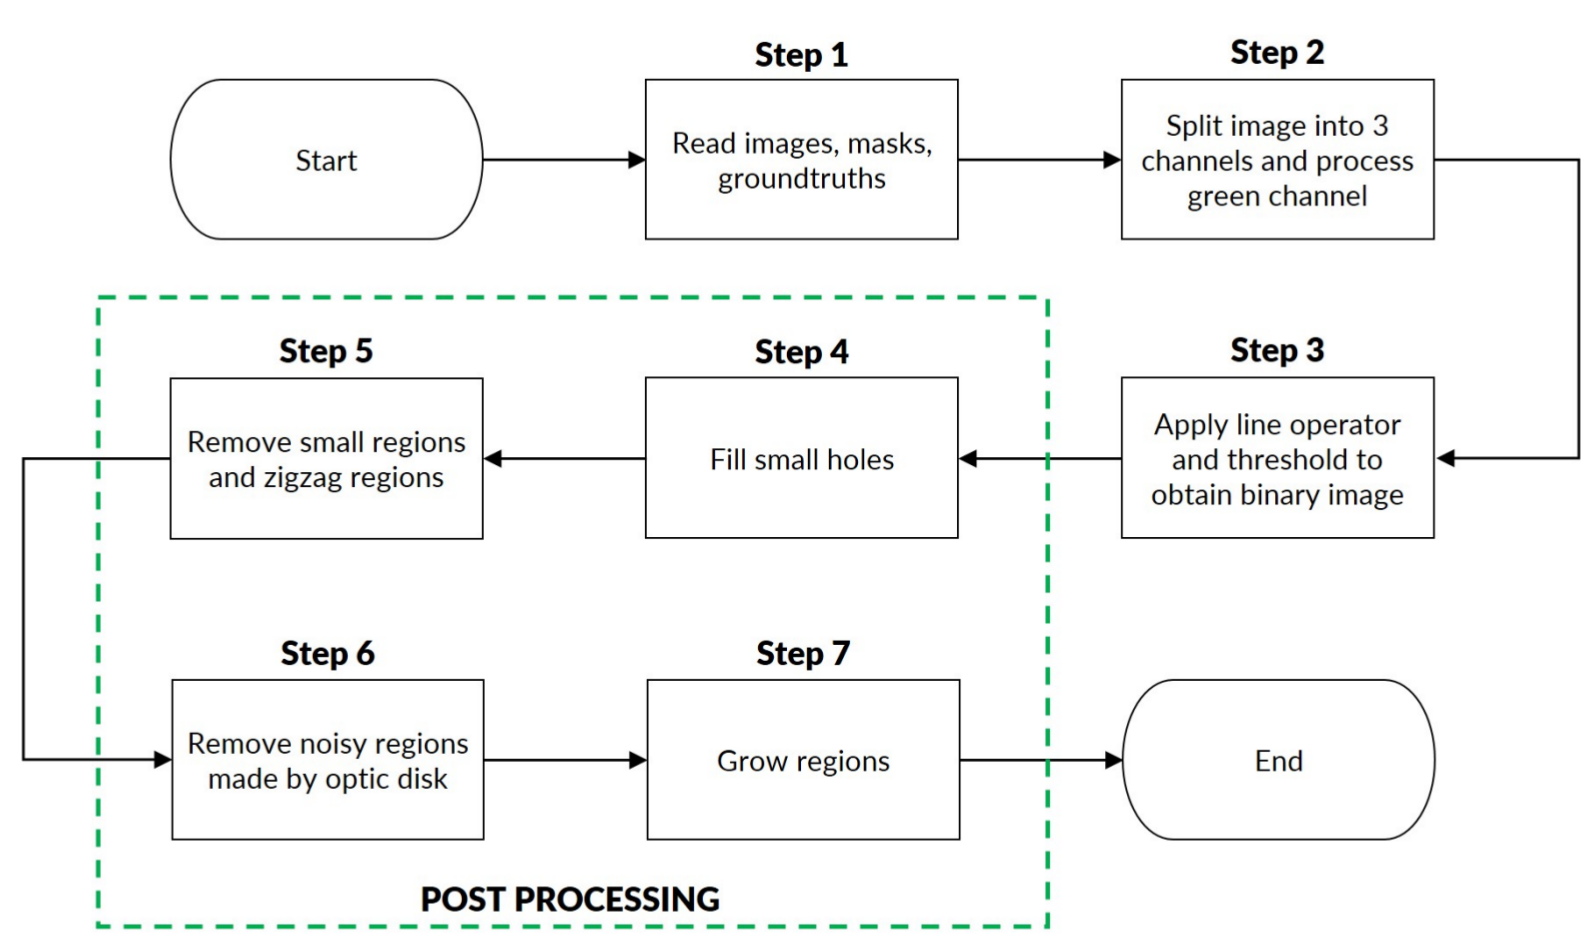 Start
Step 1
Read images, masks,
groundtruths
Step 2
Split image into 3
channels and process
green channel
Step 3
Apply line operator
and threshold to
obtain binary image
Step 4
Fill small holes
Step 5
Remove small regions
and zigzag regions
Step 6
Remove noisy regions
made by optic disk
Step 7
Grow regions
End
POST PROCESSING